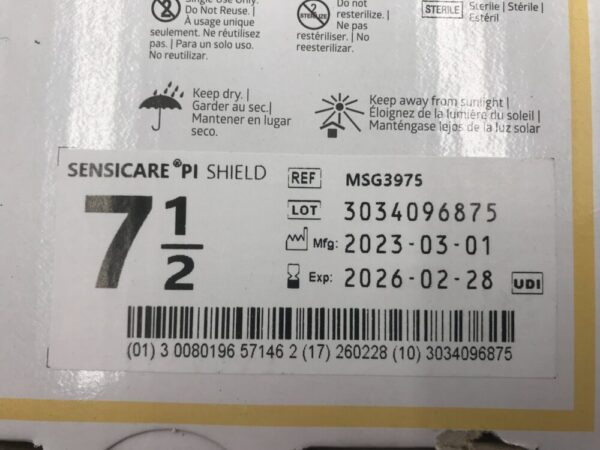 Single Use Only.
Do Not Reuse. |
À usage unique
seulement. Ne réutilisez
pas. | Para un solo uso.
No reutilizar.
2
STERILIZE
Do not
resterilize. |
Ne pas
restériliser. | No
reesterilizar.
STERILE
Sterile | Stérile |
Estéril
Keep dry. |
Garder au sec.|
Mantener en lugar
seco.
Keep away from sunlight |
Éloignez de la lumière du soleil |
Manténgase lejos de la luz solar
SENSICARE® PI SHIELD
7 1/2
REF MSG3975
LOT 3034096875
Mfg: 2023-03-01
Exp: 2026-02-28 UDI
(01) 3 0080196 57146 2 (17) 260228 (10) 3034096875